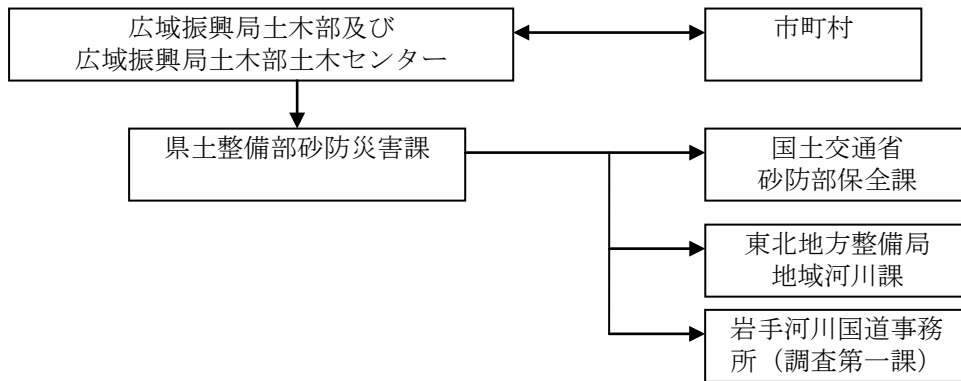 広域振興局土木部及び
広域振興局土木部土木センター
市町村
県土整備部砂防災害課
国土交通省
砂防部保全課
東北地方整備局
地域河川課
岩手河川国道事務
所（調査第一課）